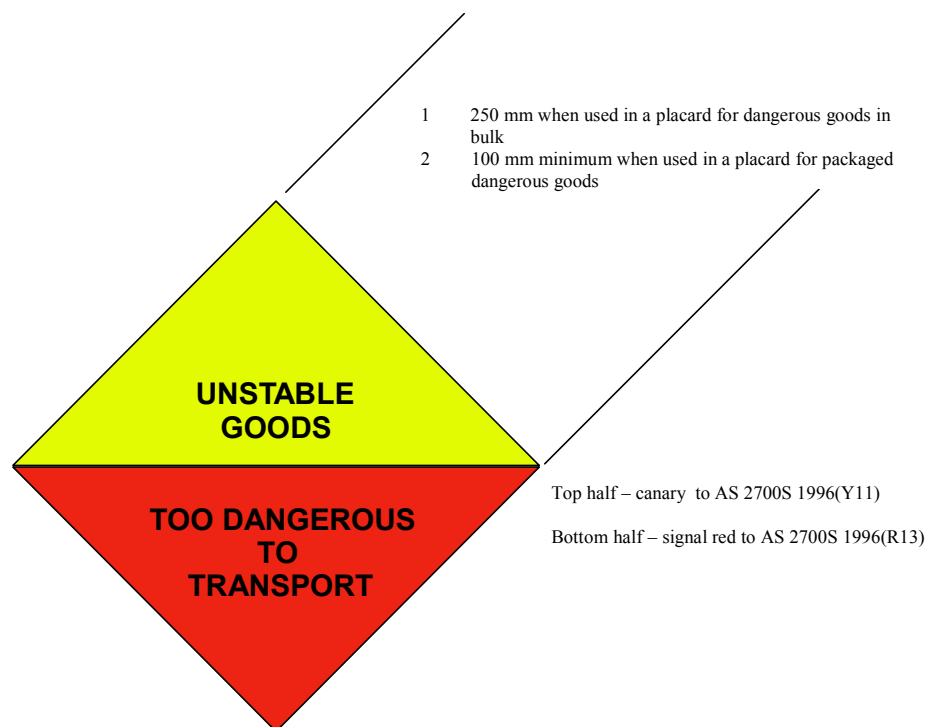 1 250 mm when used in a placard for dangerous goods in
bulk
2 100 mm minimum when used in a placard for packaged
dangerous goods
UNSTABLE
GOODS
TOO DANGEROUS
TO
TRANSPORT
Top half – canary to AS 2700S 1996(Y11)
Bottom half – signal red to AS 2700S 1996(R13)